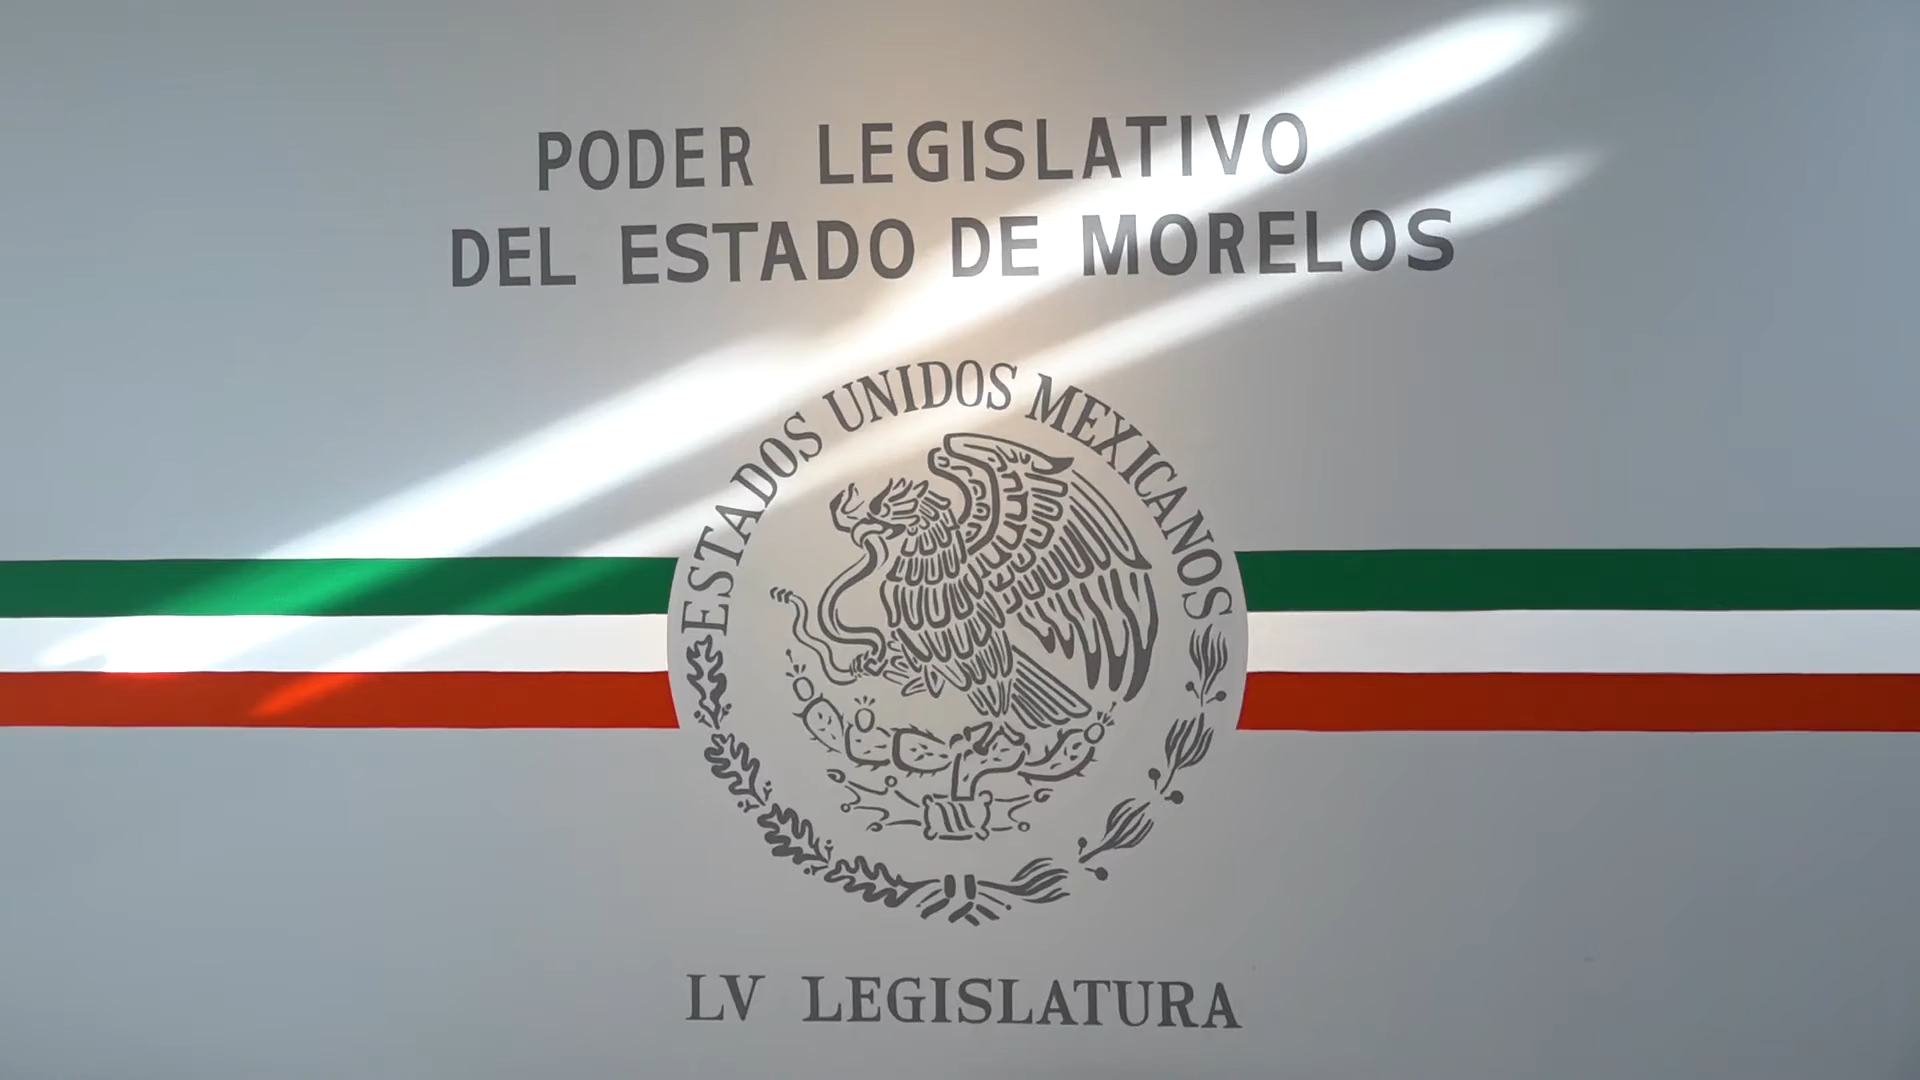 PODER LEGISLATIVO
DEL ESTADO DE MORELOS
ESTADOS UNIDOS MEXICANOS
LV LEGISLATURA